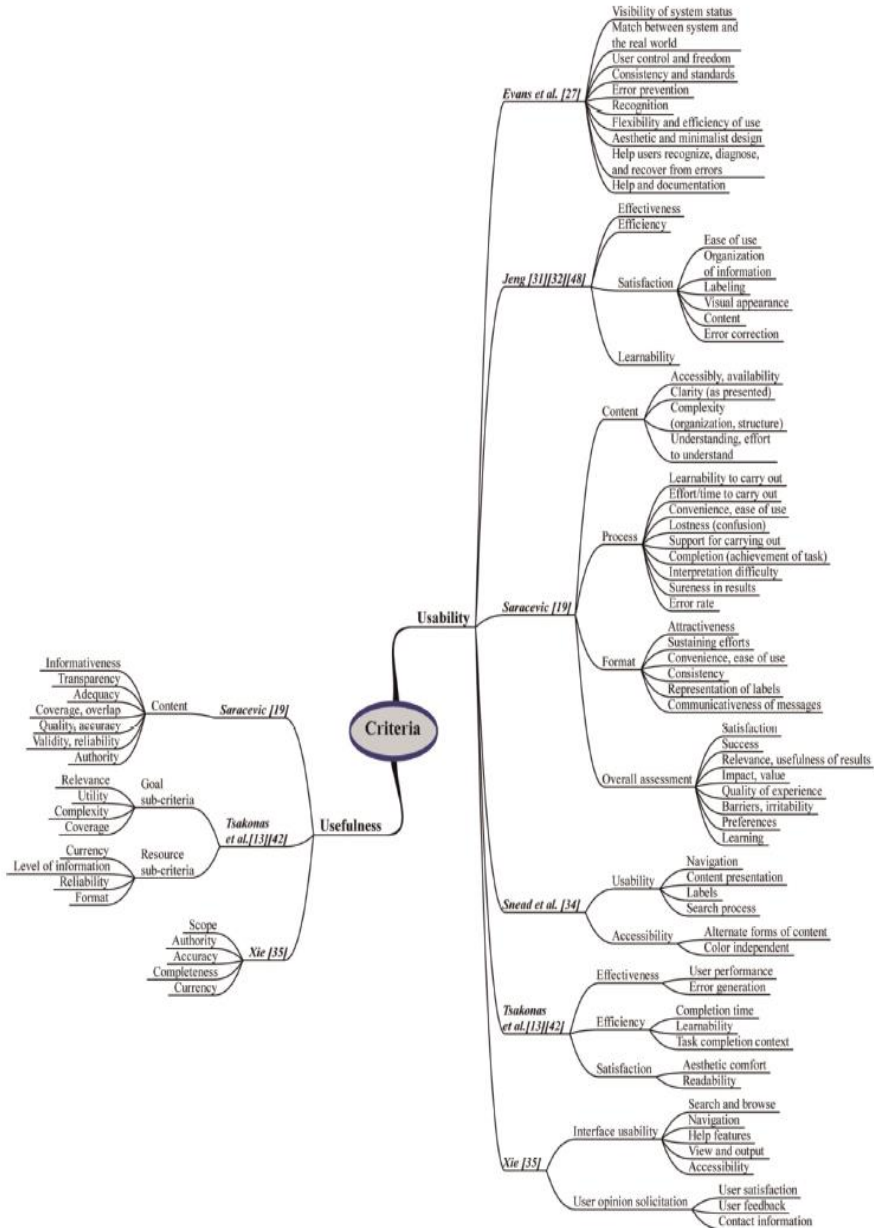 Criteria
Usability
Evans et al. [27]
Visibility of system status
Match between system and
the real world
User control and freedom
Consistency and standards
Error prevention
Recognition
Flexibility and efficiency of use
Aesthetic and minimalist design
Help users recognize, diagnose,
and recover from errors
Help and documentation
Jeng [31][32][48]
Effectiveness
Efficiency
Satisfaction
Ease of use
Organization
of information
Labeling
Visual appearance
Content
Error correction
Learnability
Saracevic [19]
Content
Accessibly, availability
Clarity (as presented)
Complexity
(organization, structure)
Understanding, effort
to understand
Process
Learnability to carry out
Effort/time to carry out
Convenience, ease of use
Lostness (confusion)
Support for carrying out
Completion (achievement of task)
Interpretation difficulty
Sureness in results
Error rate
Format
Attractiveness
Sustaining efforts
Convenience, ease of use
Consistency
Representation of labels
Communicativeness of messages
Overall assessment
Satisfaction
Success
Relevance, usefulness of results
Impact, value
Quality of experience
Barriers, irritability
Preferences
Learning
Snead et al. [34]
Usability
Navigation
Content presentation
Labels
Search process
Accessibility
Alternate forms of content
Color independent
Tsakonas
et al.[13][42]
Effectiveness
User performance
Error generation
Efficiency
Completion time
Learnability
Task completion context
Satisfaction
Aesthetic comfort
Readability
Xie [35]
Interface usability
Search and browse
Navigation
Help features
View and output
Accessibility
User opinion solicitation
User satisfaction
User feedback
Contact information
Usefulness
Saracevic [19]
Content
Informativeness
Transparency
Adequacy
Coverage, overlap
Quality, accuracy
Validity, reliability
Authority
Tsakonas
et al.[13][42]
Goal
sub-criteria
Relevance
Utility
Complexity
Coverage
Resource
sub-criteria
Currency
Level of information
Reliability
Format
Xie [35]
Scope
Authority
Accuracy
Completeness
Currency